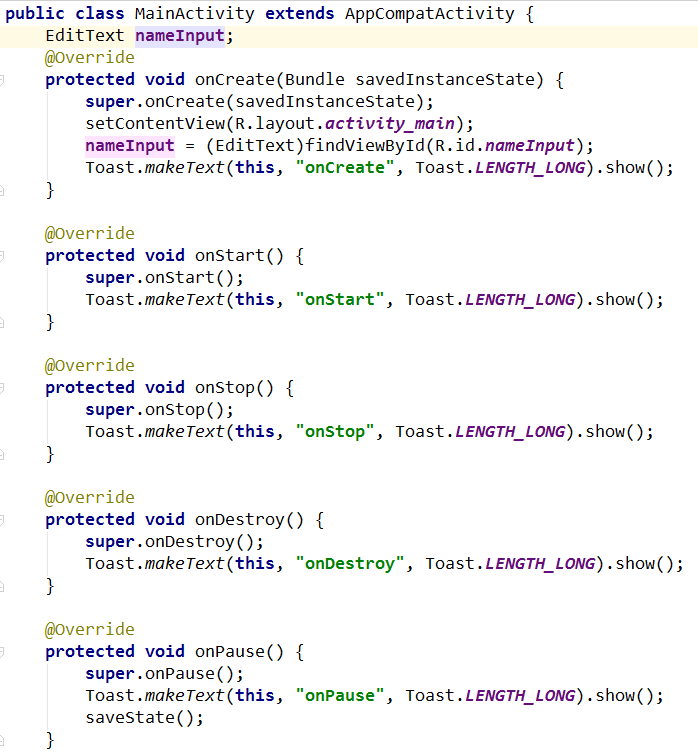 public class MainActivity extends AppCompatActivity {
    EditText nameInput;
    @Override
    protected void onCreate(Bundle savedInstanceState) {
        super.onCreate(savedInstanceState);
        setContentView(R.layout.activity_main);
        nameInput = (EditText)findViewById(R.id.nameInput);
        Toast.makeText(this, "onCreate", Toast.LENGTH_LONG).show();
    }

    @Override
    protected void onStart() {
        super.onStart();
        Toast.makeText(this, "onStart", Toast.LENGTH_LONG).show();
    }

    @Override
    protected void onStop() {
        super.onStop();
        Toast.makeText(this, "onStop", Toast.LENGTH_LONG).show();
    }

    @Override
    protected void onDestroy() {
        super.onDestroy();
        Toast.makeText(this, "onDestroy", Toast.LENGTH_LONG).show();
    }

    @Override
    protected void onPause() {
        super.onPause();
        Toast.makeText(this, "onPause", Toast.LENGTH_LONG).show();
        saveState();
    }